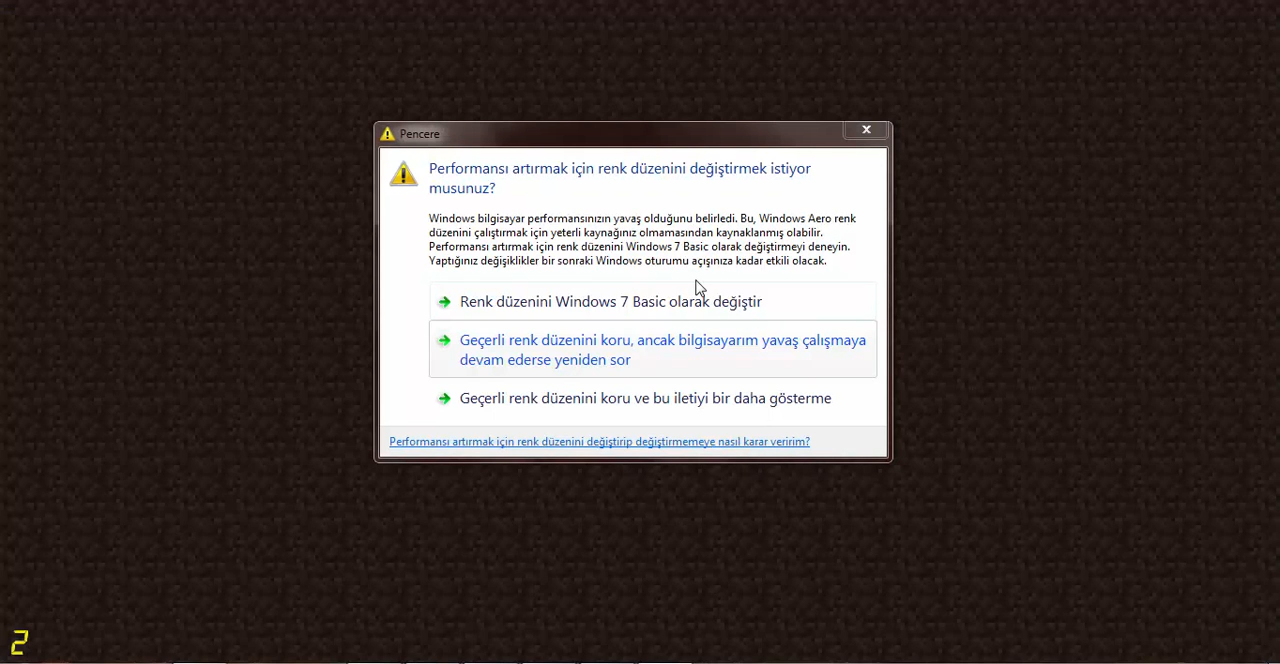 Pencere
Performansı artırmak için renk düzenini değiştirmek istiyor
musunuz?
Windows bilgisayar performansınızın yavaş olduğunu belirledi. Bu, Windows Aero renk
düzenini çalıştırmak için yeterli kaynağınız olmamasından kaynaklanmış olabilir.
Performansı artırmak için renk düzenini Windows 7 Basic olarak değiştirmeyi deneyin.
Yaptığınız değişiklikler bir sonraki Windows oturumu açışınıza kadar etkili olacak.
Renk düzenini Windows 7 Basic olarak değiştir
Geçerli renk düzenini koru, ancak bilgisayarım yavaş çalışmaya
devam ederse yeniden sor
Geçerli renk düzenini koru ve bu iletiyi bir daha gösterme
Performansı artırmak için renk düzenini değiştirip değiştirmemeye nasıl karar veririm?
2